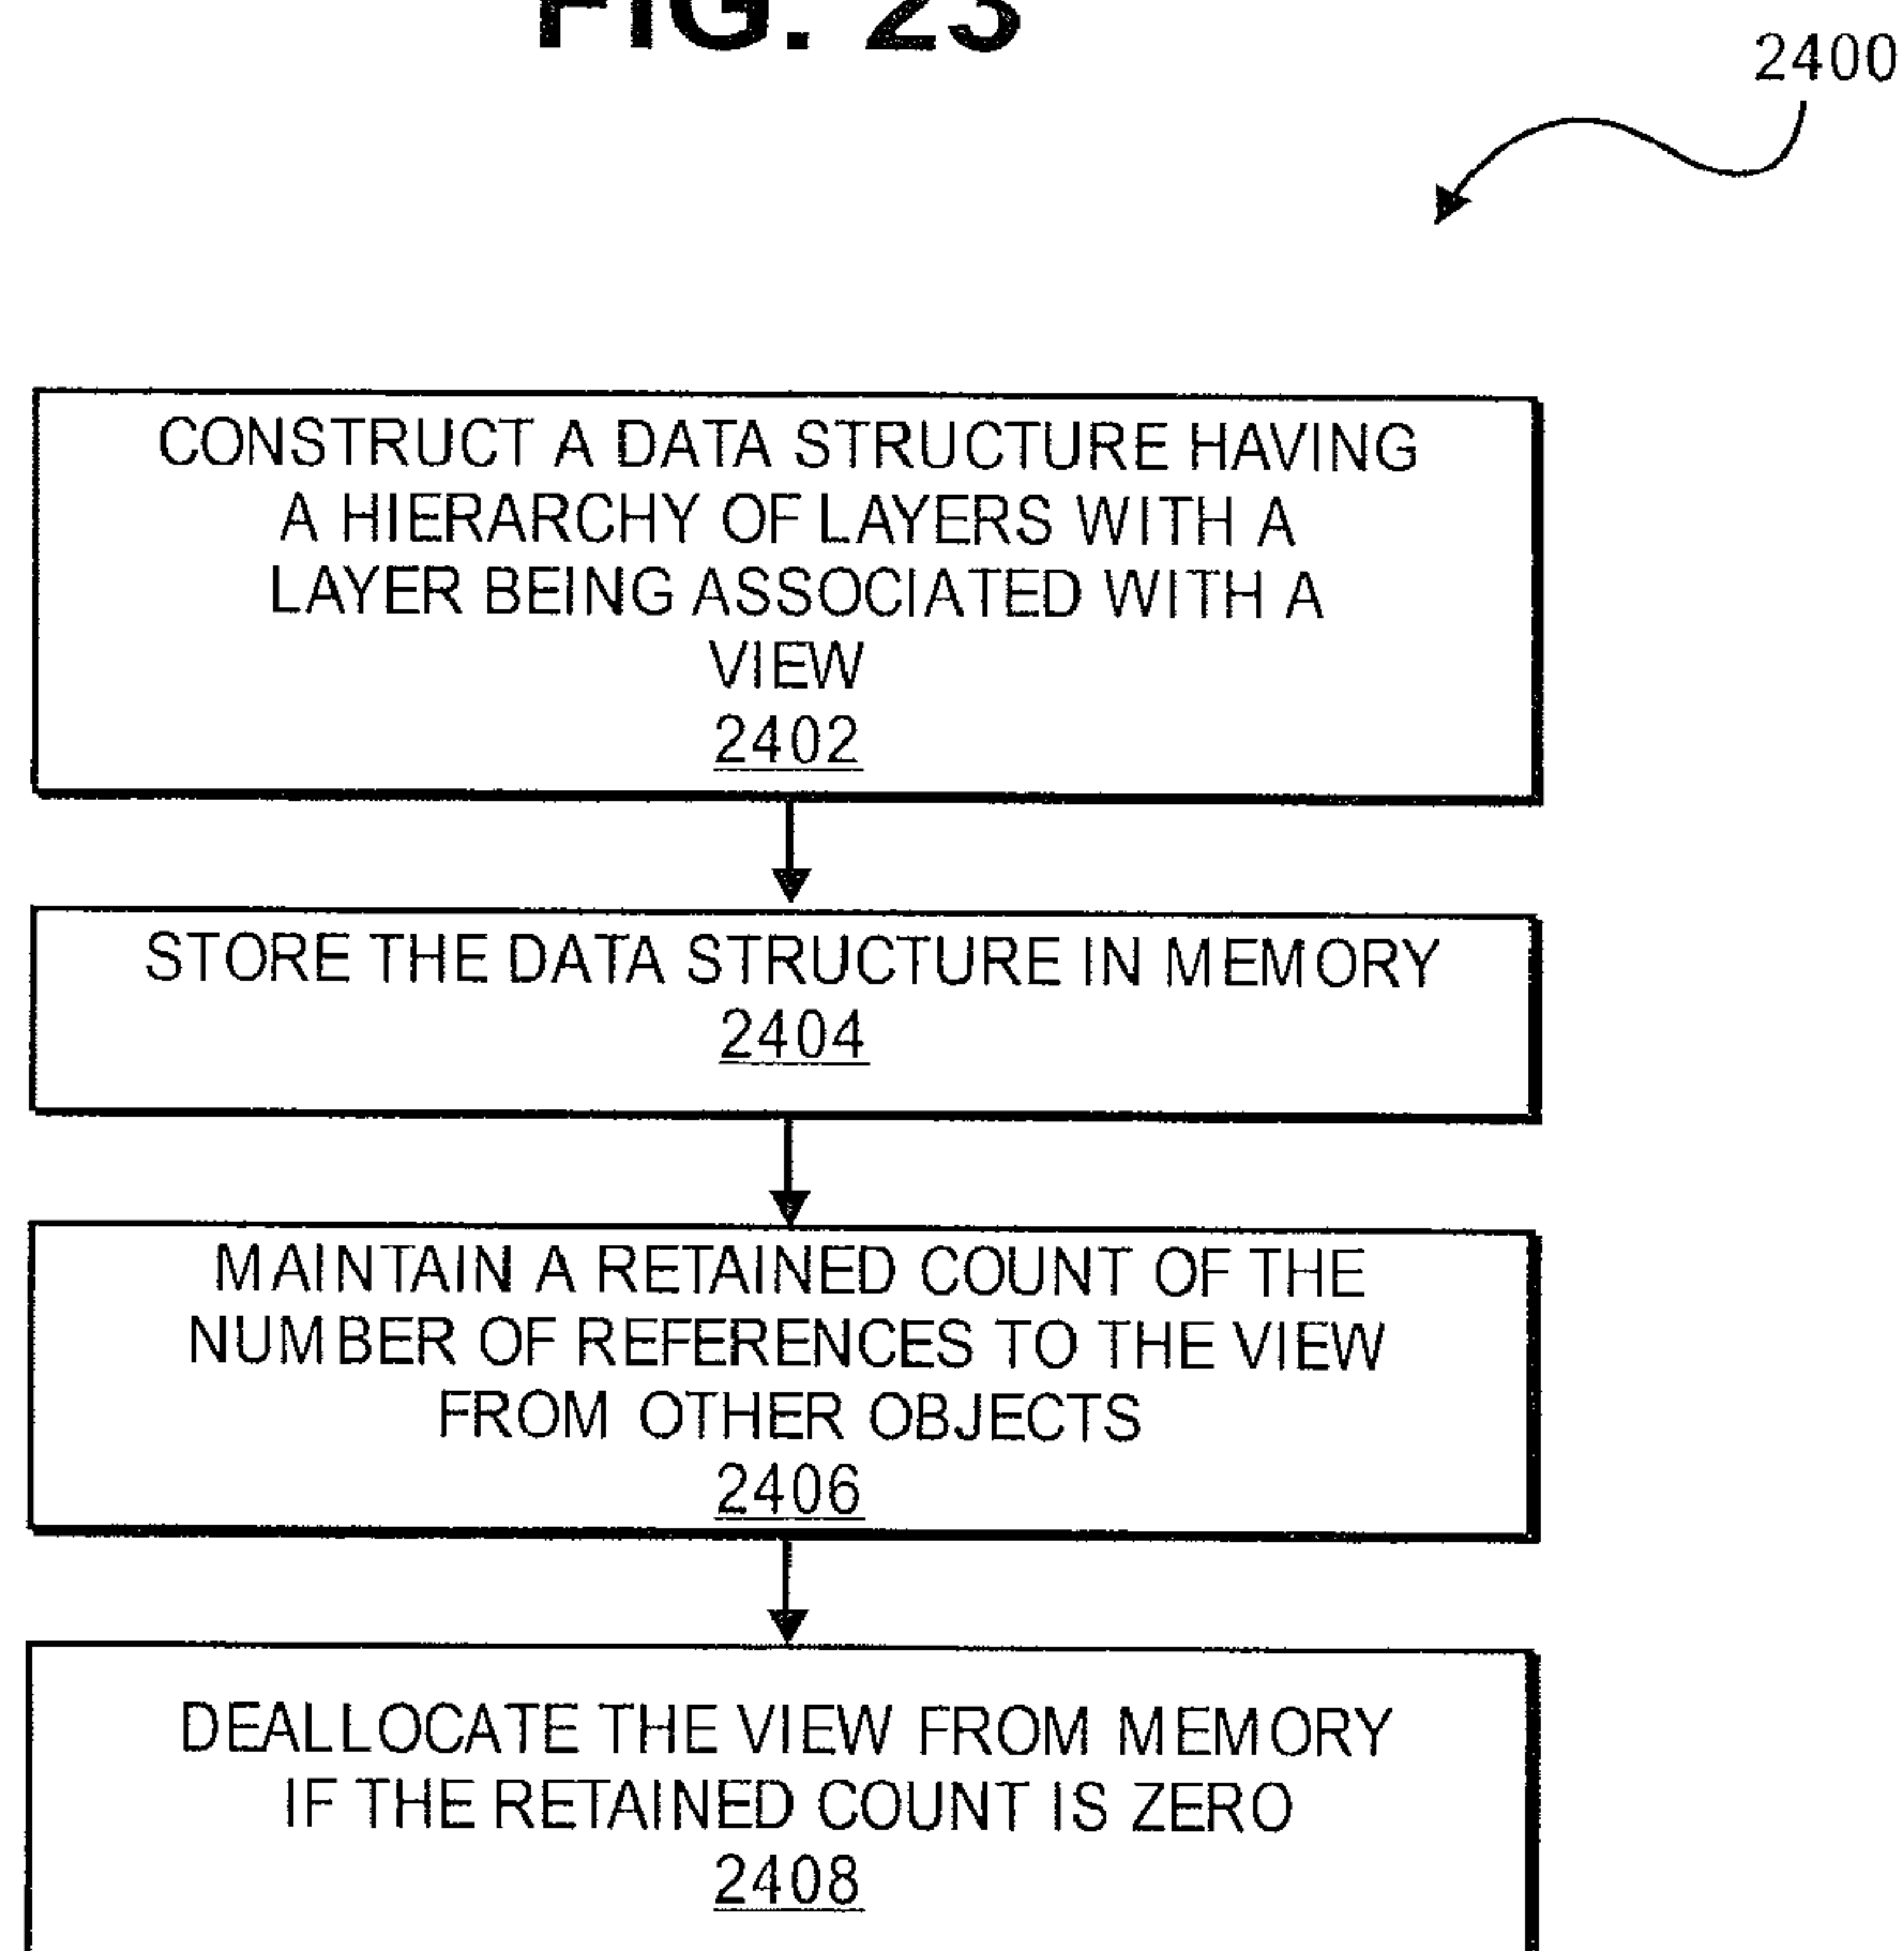 FIG. 23
2400
CONSTRUCT A DATA STRUCTURE HAVING
A HIERARCHY OF LAYERS WITH A
LAYER BEING ASSOCIATED WITH A
VIEW
2402
STORE THE DATA STRUCTURE IN MEMORY
2404
MAINTAIN A RETAINED COUNT OF THE
NUMBER OF REFERENCES TO THE VIEW
FROM OTHER OBJECTS
2406
DEALLOCATE THE VIEW FROM MEMORY
IF THE RETAINED COUNT IS ZERO
2408